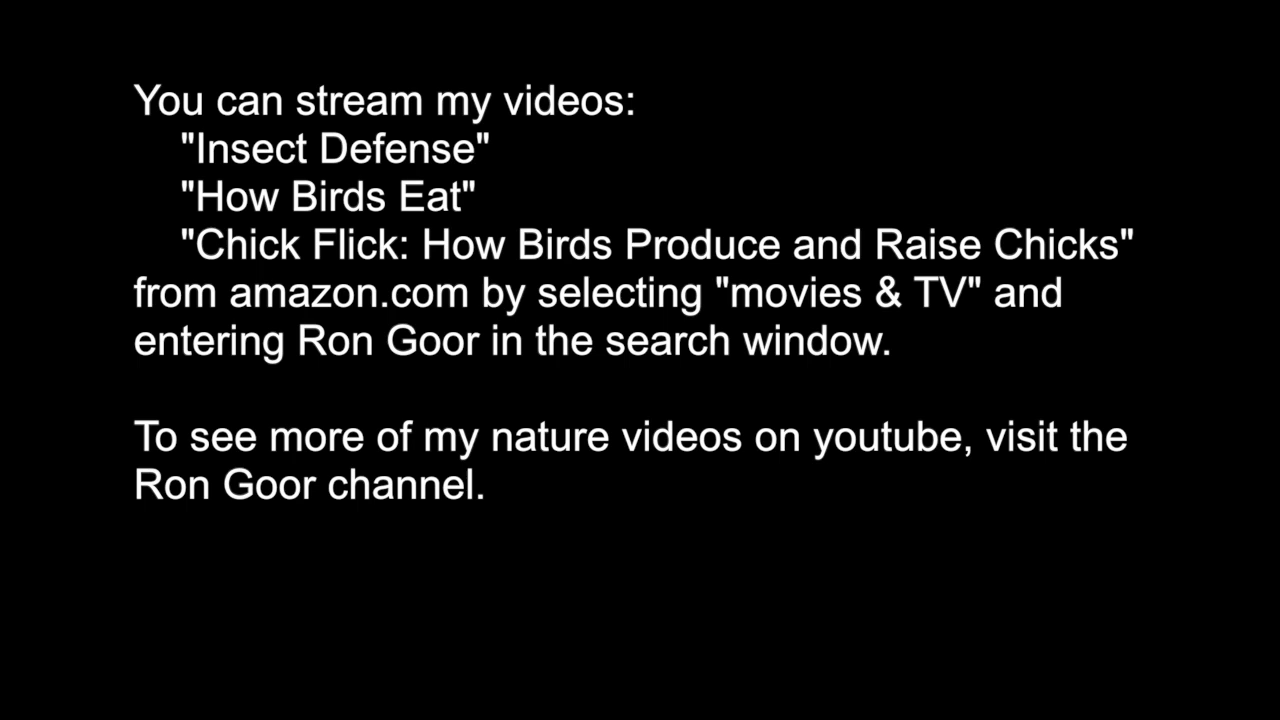 You can stream my videos:
"Insect Defense"
"How Birds Eat"
"Chick Flick: How Birds Produce and Raise Chicks"
from amazon.com by selecting "movies & TV" and
entering Ron Goor in the search window.
To see more of my nature videos on youtube, visit the
Ron Goor channel.